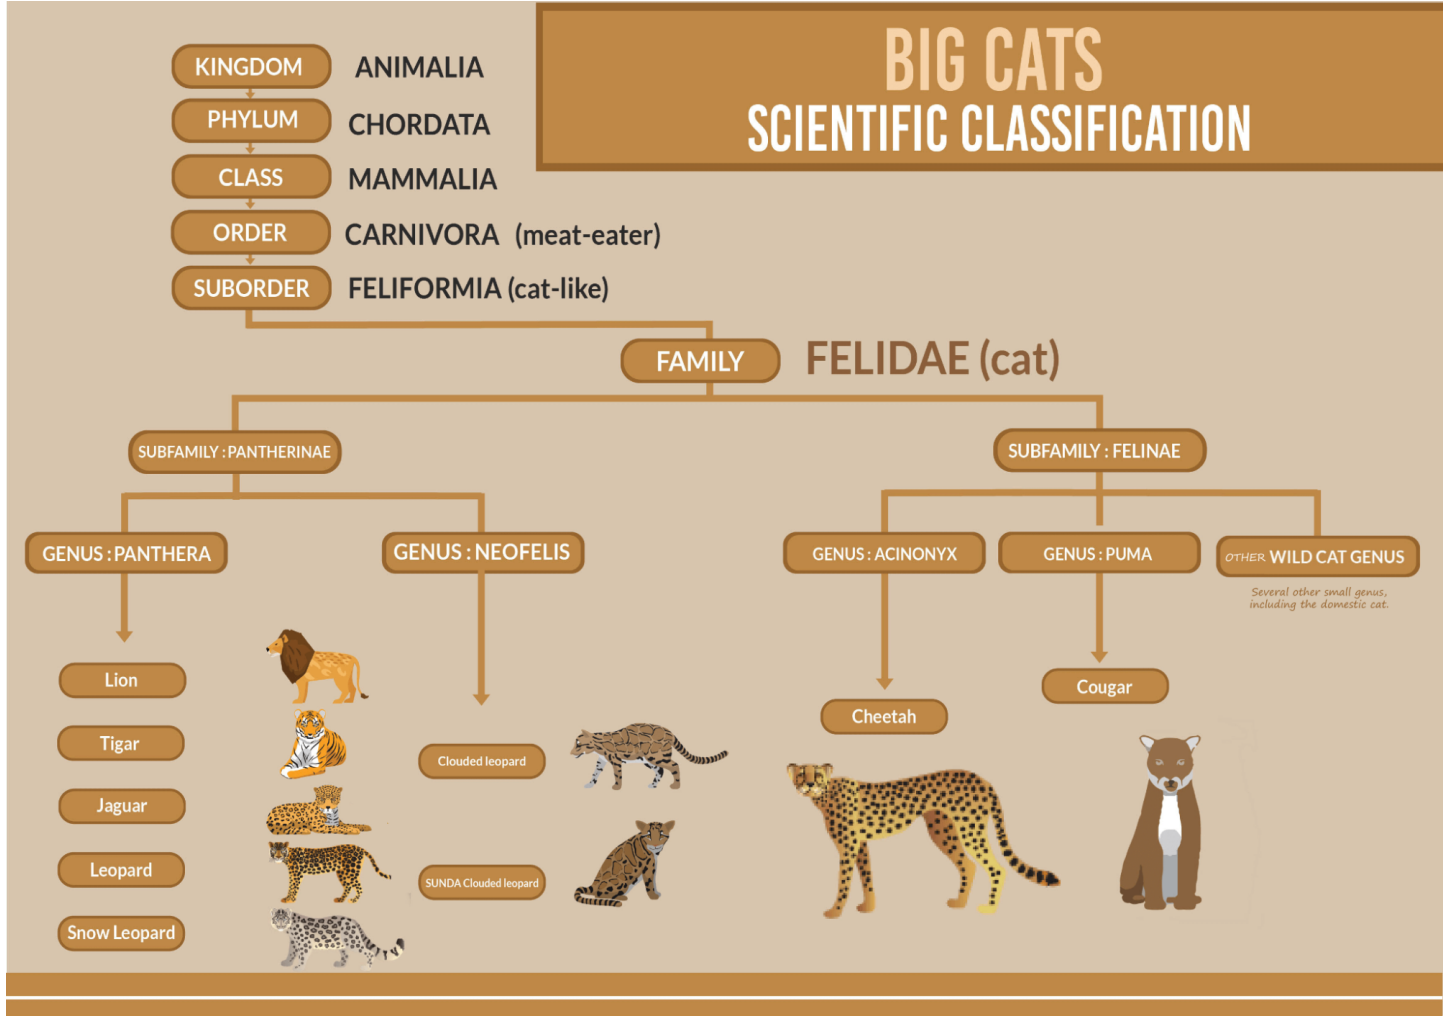 BIG CATS
SCIENTIFIC CLASSIFICATION
KINGDOM ANIMALIA
PHYLUM CHORDATA
CLASS MAMMALIA
ORDER CARNIVORA (meat-eater)
SUBORDER FELIFORMIA (cat-like)
FAMILY FELIDAE (cat)
SUBFAMILY : PANTHERINAE
SUBFAMILY : FELINAE
GENUS : PANTHERA
GENUS : NEOFELIS
GENUS : ACINONYX
GENUS : PUMA
OTHER WILD CAT GENUS
Several other small genus,
including the domestic cat.
Lion
Tigar
Jaguar
Leopard
Snow Leopard
Clouded leopard
SUNDA Clouded leopard
Cheetah
Cougar